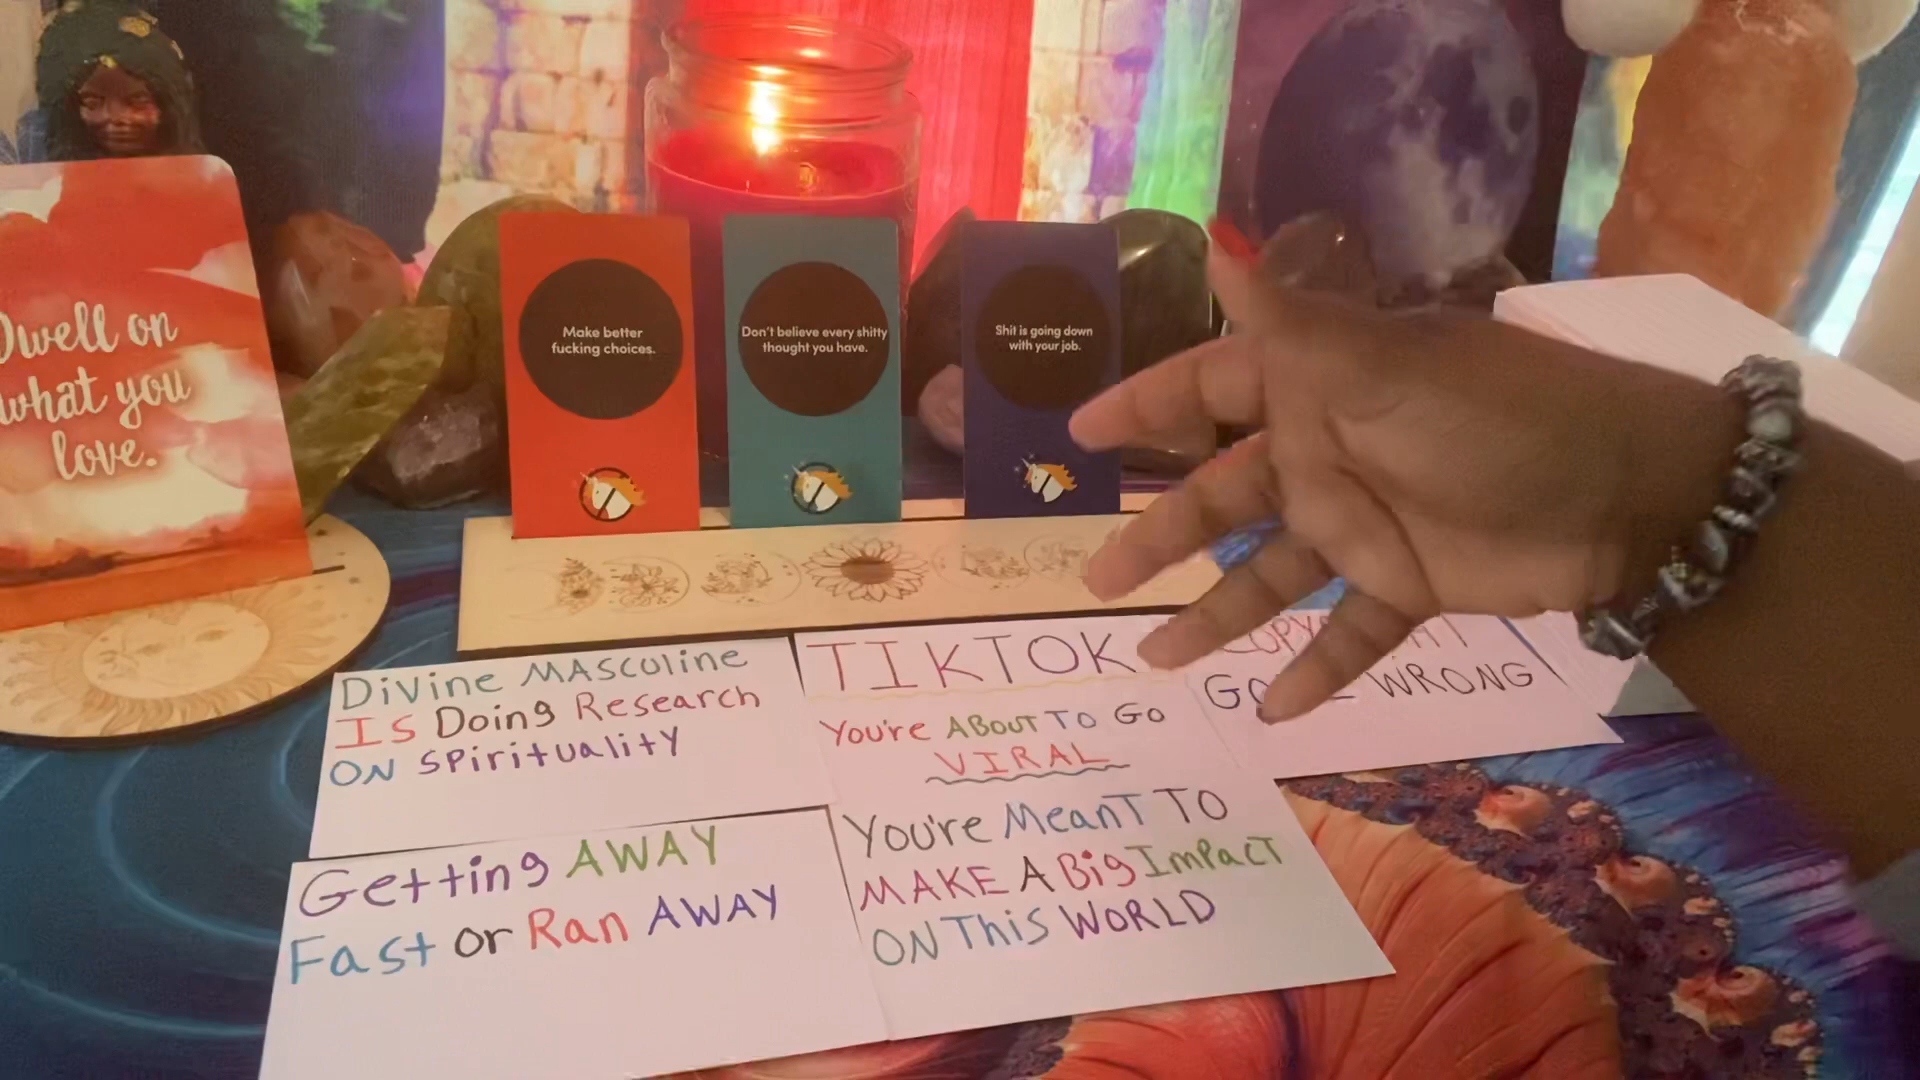 Dwell on
what you
love.
Make better
fucking choices.
Don't believe every shitty
thought you have.
Shit is going down
with your job.
DiVine MAScoline
IS Doing Research
ON SPirituality
TIKTOK
You're ABouT TO Go
VIRAL
WRONG
Getting AWAY
Fast or Ran AWAY
You're MeanT TO
MAKE A Big ImPacT
ON This WORLD